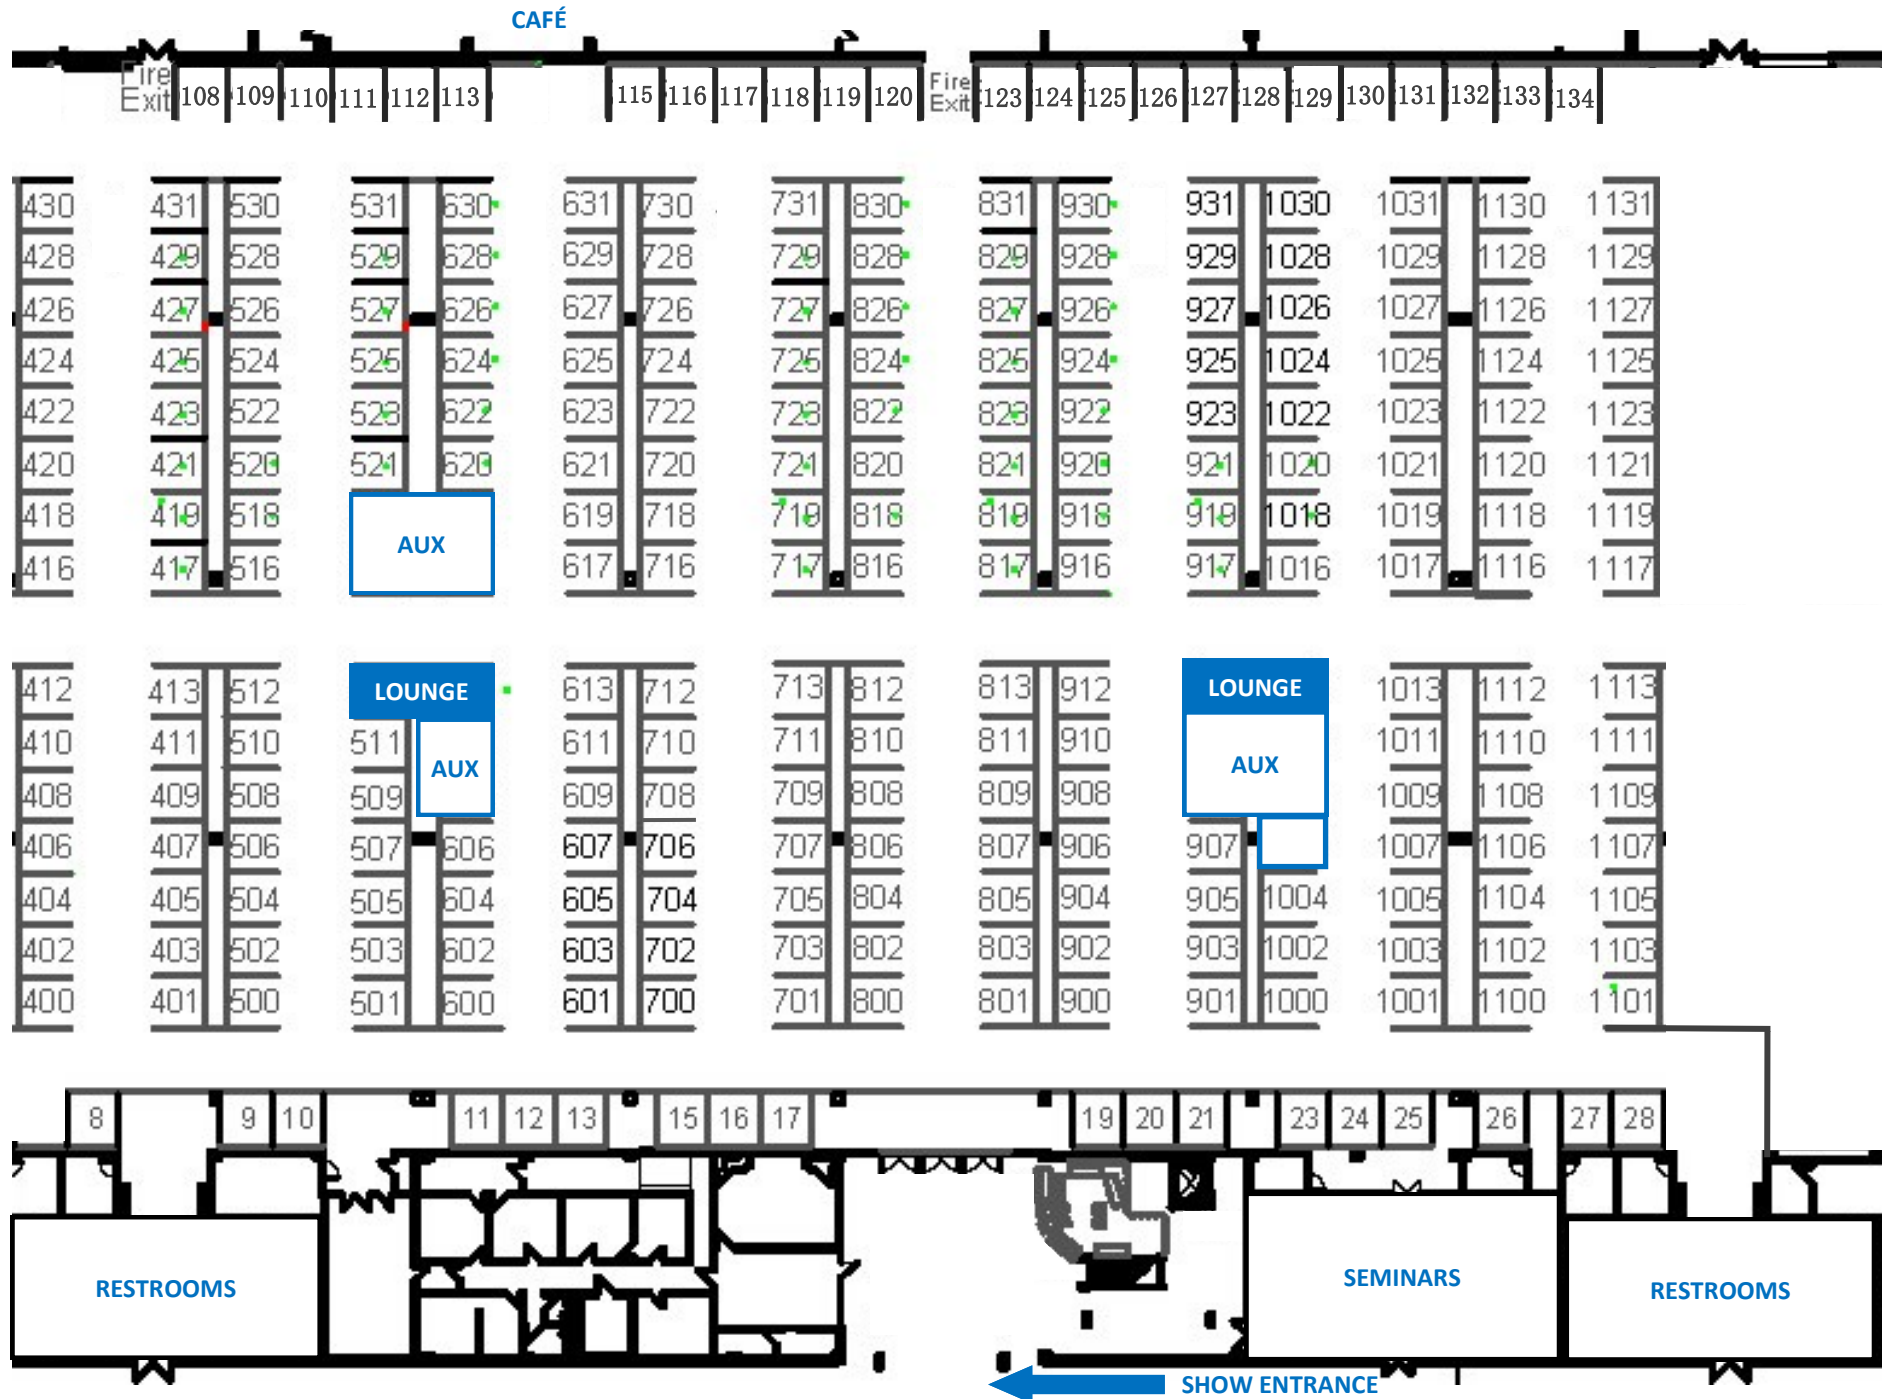 CAFÉ
Fire Exit 108 109 110 111 112 113 115 116 117 118 119 120 Fire Exit 123 124 125 126 127 128 129 130 131 132 133 134
430 431 530 531 630 631 730 731 830 831 930 931 1030 1031 1130 1131
428 429 528 529 628 629 728 729 828 829 928 929 1028 1029 1128 1129
426 427 526 527 626 627 726 727 826 827 926 927 1026 1027 1126 1127
424 425 524 525 624 625 724 725 824 825 924 925 1024 1025 1124 1125
422 423 522 523 622 623 722 723 822 823 922 923 1022 1023 1122 1123
420 421 520 521 620 621 720 721 820 821 920 921 1020 1021 1120 1121
418 419 518 AUX 619 718 719 818 819 918 919 1018 1019 1118 1119
416 417 516 617 716 717 816 817 916 917 1016 1017 1116 1117
412 413 512 LOUNGE 613 712 713 812 813 912 LOUNGE 1013 1112 1113
410 411 510 511 AUX 611 710 711 810 811 910 AUX 1011 1110 1111
408 409 508 509 609 708 709 808 809 908 1009 1108 1109
406 407 506 507 606 607 706 707 806 807 906 907 1007 1106 1107
404 405 504 505 604 605 704 705 804 805 904 905 1004 1005 1104 1105
402 403 502 503 602 603 702 703 802 803 902 903 1002 1003 1102 1103
400 401 500 501 600 601 700 701 800 801 900 901 1000 1001 1100 1101
8 9 10 11 12 13 15 16 17 19 20 21 23 24 25 26 27 28
RESTROOMS SEMINARS RESTROOMS
SHOW ENTRANCE